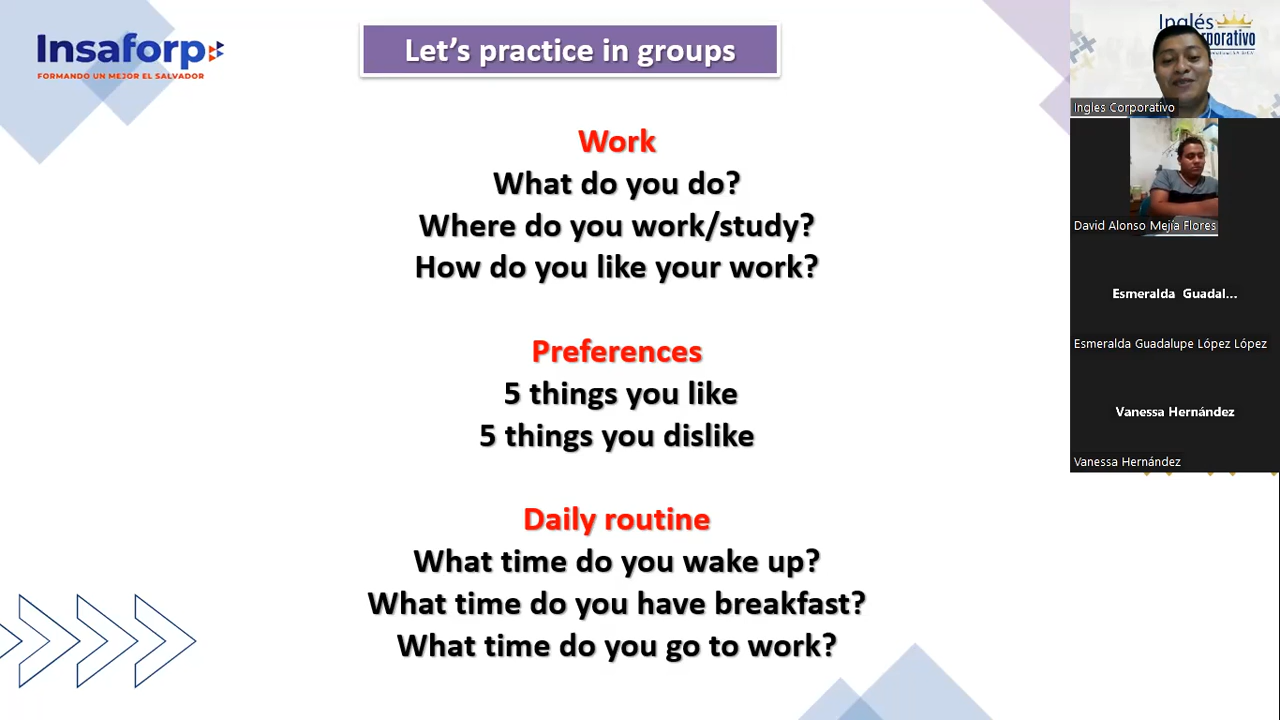 Insaforp
FORMANDO UN MEJOR EL SALVADOR
Let's practice in groups
Work
What do you do?
Where do you work/study?
How do you like your work?
Preferences
5 things you like
5 things you dislike
Daily routine
What time do you wake up?
What time do you have breakfast?
What time do you go to work?
Inglés
Ingles Corporativo
David Alonso Mejía Flores
Esmeralda Guadal...
Esmeralda Guadalupe López López
Vanessa Hernández
Vanessa Hernández